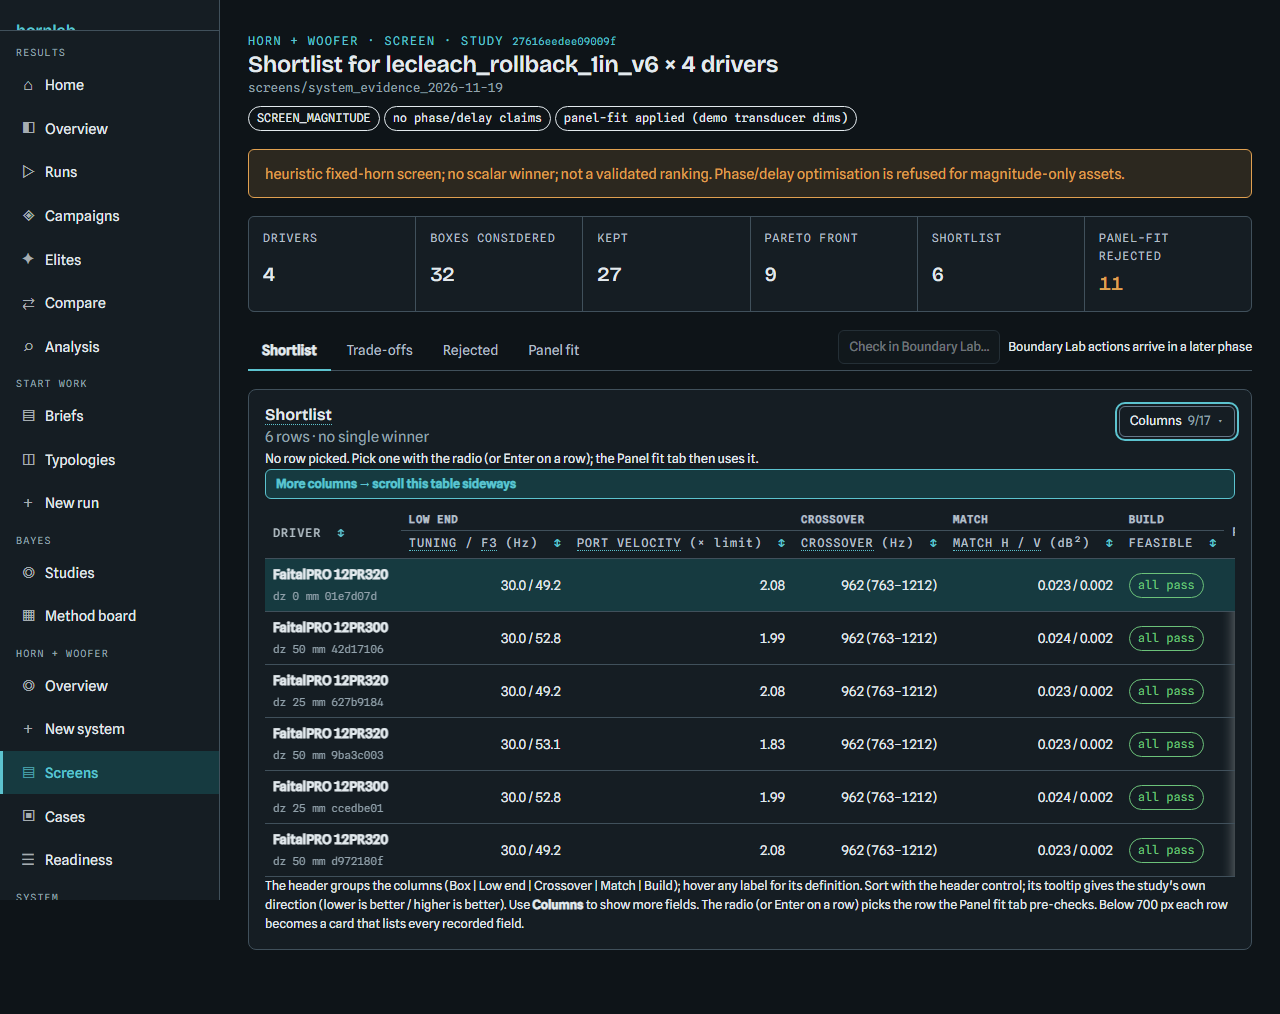 hornlab
RESULTS
Home
Overview
Runs
Campaigns
Elites
Compare
Analysis
START WORK
Briefs
Typologies
New run
BAYES
Studies
Method board
HORN + WOOFER
Overview
New system
Screens
Cases
Readiness
SYSTEM
HORN + WOOFER · SCREEN · STUDY 27616eedee09009f
Shortlist for lecleach_rollback_1in_v6 × 4 drivers
screens/system_evidence_2026-11-19
SCREEN_MAGNITUDE no phase/delay claims panel-fit applied (demo transducer dims)
heuristic fixed-horn screen; no scalar winner; not a validated ranking. Phase/delay optimisation is refused for magnitude-only assets.
DRIVERS
4
BOXES CONSIDERED
32
KEPT
27
PARETO FRONT
9
SHORTLIST
6
PANEL-FIT
REJECTED
11
Shortlist Trade-offs Rejected Panel fit Check in Boundary Lab... Boundary Lab actions arrive in a later phase
Shortlist
6 rows · no single winner
Columns 9/17
No row picked. Pick one with the radio (or Enter on a row); the Panel fit tab then uses it.
More columns → scroll this table sideways
LOW END CROSSOVER MATCH BUILD
DRIVER TUNING / F3 (Hz) PORT VELOCITY (× limit) CROSSOVER (Hz) MATCH H / V (dB²) FEASIBLE
FaitalPRO 12PR320 30.0 / 49.2 2.08 962 (763–1212) 0.023 / 0.002 all pass
dz 0 mm 01e7d07d
FaitalPRO 12PR300 30.0 / 52.8 1.99 962 (763–1212) 0.024 / 0.002 all pass
dz 50 mm 42d17106
FaitalPRO 12PR320 30.0 / 49.2 2.08 962 (763–1212) 0.023 / 0.002 all pass
dz 25 mm 627b9184
FaitalPRO 12PR320 30.0 / 53.1 1.83 962 (763–1212) 0.023 / 0.002 all pass
dz 50 mm 9ba3c003
FaitalPRO 12PR300 30.0 / 52.8 1.99 962 (763–1212) 0.024 / 0.002 all pass
dz 25 mm ccedbe01
FaitalPRO 12PR320 30.0 / 49.2 2.08 962 (763–1212) 0.023 / 0.002 all pass
dz 50 mm d972180f
The header groups the columns (Box | Low end | Crossover | Match | Build); hover any label for its definition. Sort with the header control; its tooltip gives the study's own
direction (lower is better / higher is better). Use Columns to show more fields. The radio (or Enter on a row) picks the row the Panel fit tab pre-checks. Below 700 px each row
becomes a card that lists every recorded field.